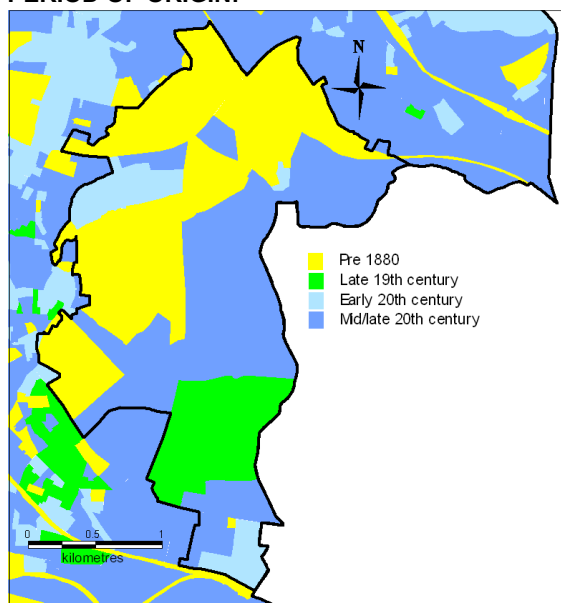 PERIOD OF ORIGIN:
N
Pre 1880
Late 19th century
Early 20th century
Mid/late 20th century
0 0.5 1
kilometres